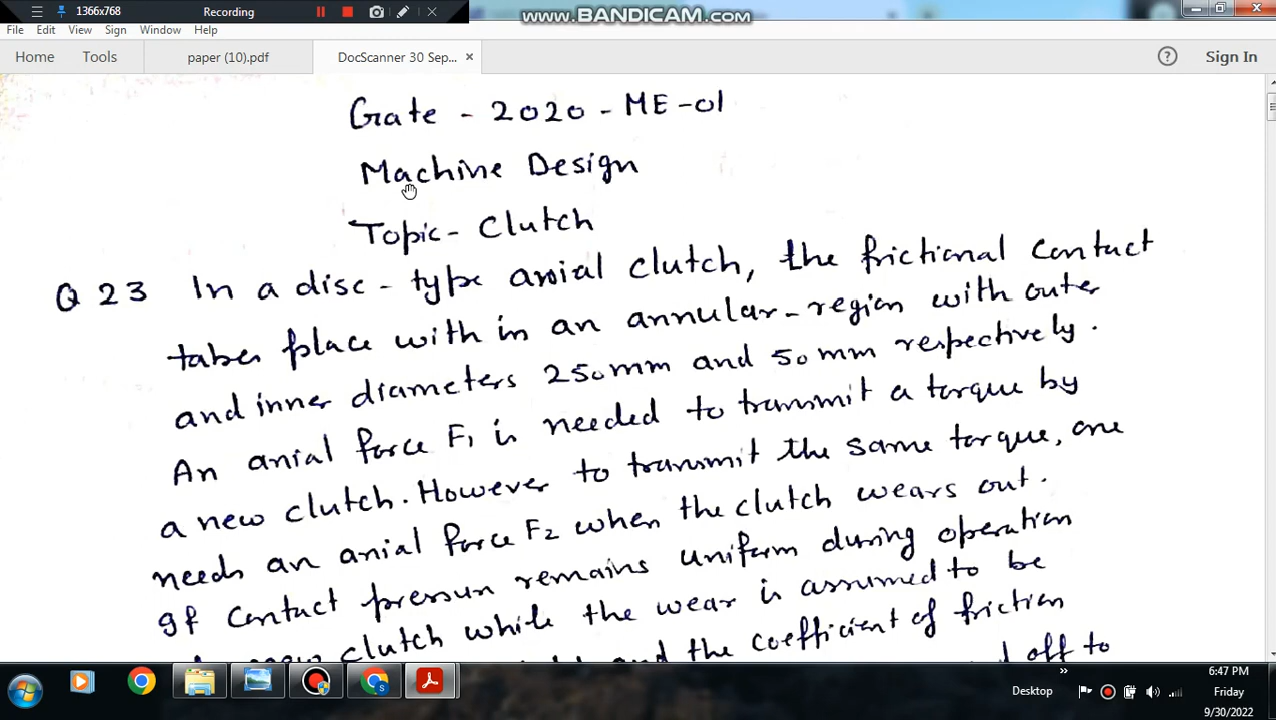 1366x768 Recording
www.BANDICAM.com
File Edit View Sign Window Help
Home Tools paper (10).pdf DocScanner 30 Sep... × Sign In
Gate - 2020 - ME-01
Machine Design
Topic - Clutch
Q 23 In a disc - type axial clutch, the frictional contact
takes place with in an annular - region with outer
and inner diameters 250mm and 50mm respectively.
An axial force F1 is needed to transmit a torque by
a new clutch. However to transmit the same torque, one
needs an axial force F2 when the clutch wears out.
If contact pressure remains uniform during operation
new clutch while the wear is assumed to be
and the coefficient of friction
off to
Desktop
6:47 PM
Friday
9/30/2022